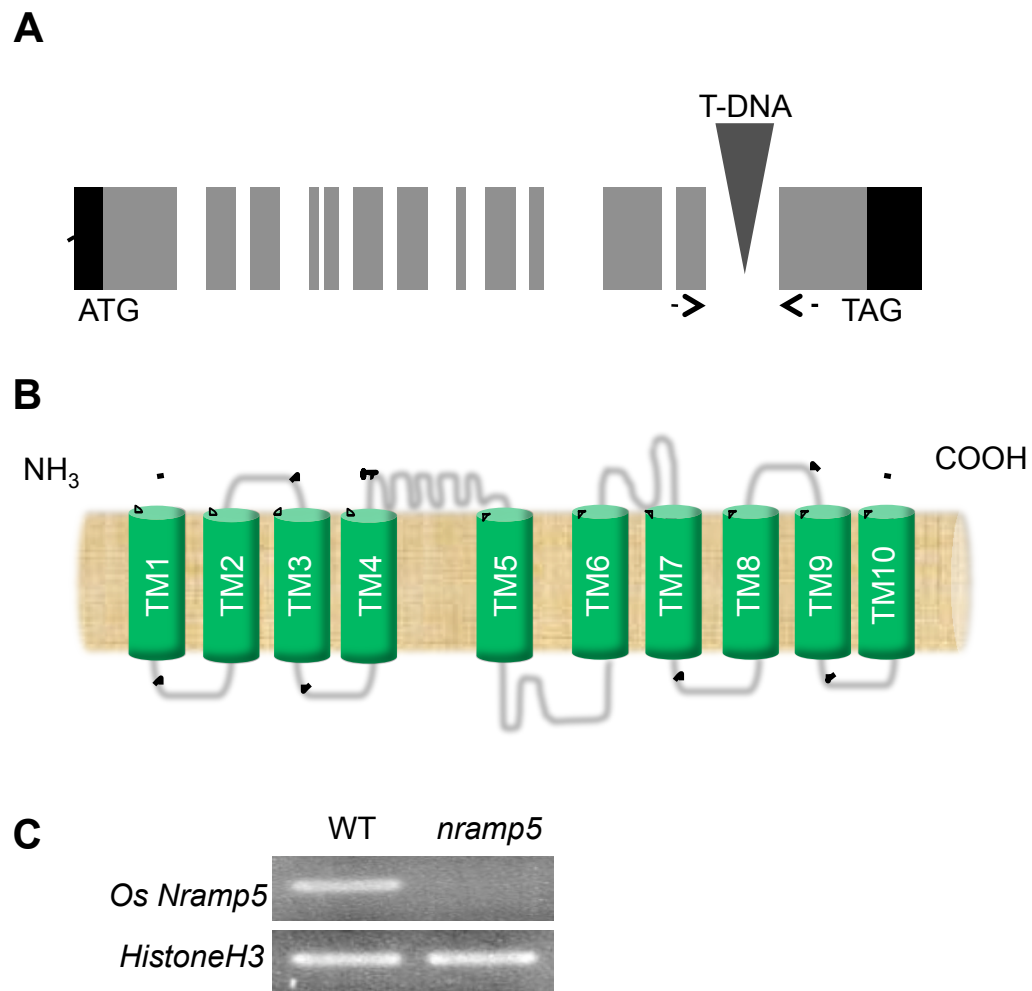 A
T-DNA
ATG
TAG
B
NH3
COOH
TM1
TM2
TM3
TM4
TM5
TM6
TM7
TM8
TM9
TM10
C
WT nramp5
Os Nramp5
HistoneH3